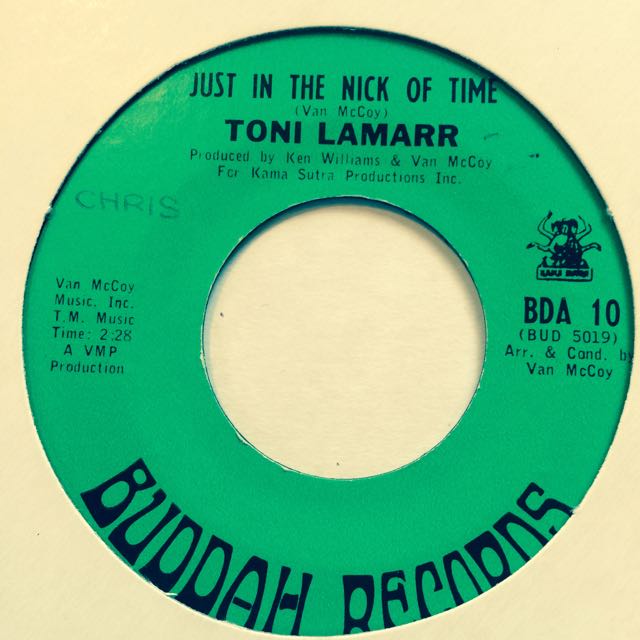 JUST IN THE NICK OF TIME
(Van McCoy)
TONI LAMARR
Produced by Ken Williams & Van McCoy
For Kama Sutra Productions Inc.
CHRIS
Van McCoy
Music, Inc.
T.M. Music
Time: 2:28
A VMP
Production
KAMA SUTRA
BDA 10
(BUD 5019)
Arr. & Cond. by
Van McCoy
BUDDAH RECORDS